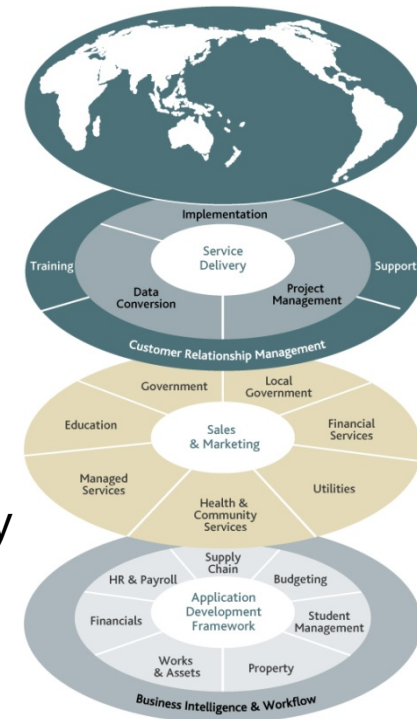 Implementation
Training
Service
Delivery
Support
Data
Conversion
Project
Management
Customer Relationship Management
Government
Local
Government
Education
Sales
& Marketing
Financial
Services
Managed
Services
Utilities
Health &
Community
Services
y
Supply
Chain
HR & Payroll
Budgeting
Application
Development
Framework
Financials
Student
Management
Works
& Assets
Property
Business Intelligence & Workflow